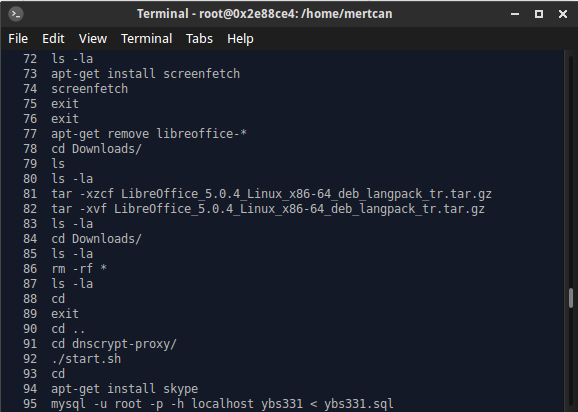 Terminal - root@0x2e88ce4: /home/mertcan
File Edit View Terminal Tabs Help
72 ls -la
73 apt-get install screenfetch
74 screenfetch
75 exit
76 exit
77 apt-get remove libreoffice-*
78 cd Downloads/
79 ls
80 ls -la
81 tar -xzcf LibreOffice_5.0.4_Linux_x86-64_deb_langpack_tr.tar.gz
82 tar -xvf LibreOffice_5.0.4_Linux_x86-64_deb_langpack_tr.tar.gz
83 ls -la
84 cd Downloads/
85 ls -la
86 rm -rf *
87 ls -la
88 cd
89 exit
90 cd ..
91 cd dnscrypt-proxy/
92 ./start.sh
93 cd
94 apt-get install skype
95 mysql -u root -p -h localhost ybs331 < ybs331.sql